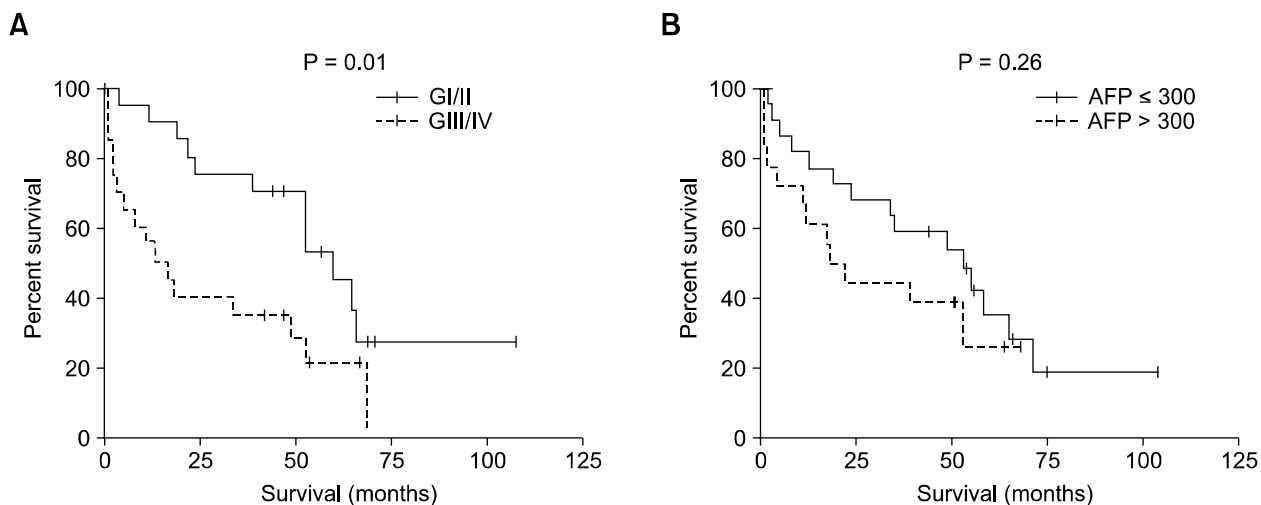 A
P = 0.01
GI/II
GIII/IV
100
80
60
40
20
0
Percent survival
0 25 50 75 100 125
Survival (months)
B
P = 0.26
AFP ≤ 300
AFP > 300
100
80
60
40
20
0
Percent survival
0 25 50 75 100 125
Survival (months)